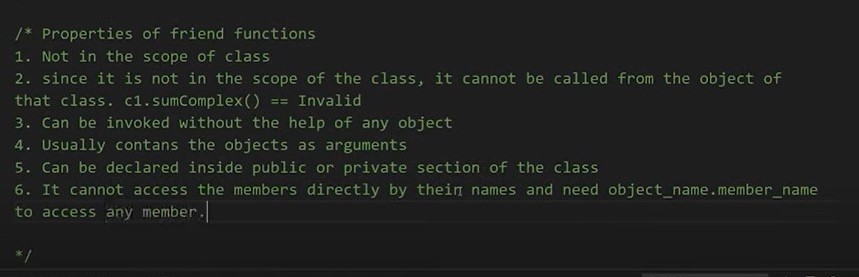 /* Properties of friend functions
1. Not in the scope of class
2. since it is not in the scope of the class, it cannot be called from the object of
that class. c1.sumComplex() == Invalid
3. Can be invoked without the help of any object
4. Usually contans the objects as arguments
5. Can be declared inside public or private section of the class
6. It cannot access the members directly by their names and need object_name.member_name
to access any member.
*/